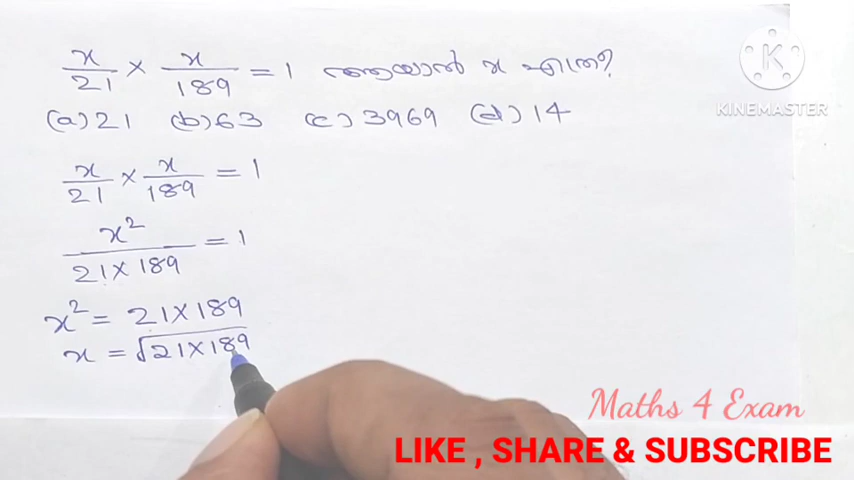 x/21 × x/189 = 1 ആയാൽ x എത്ര?
(a) 21 (b) 63 (c) 3969 (d) 14
x/21 × x/189 = 1
x²/21 × 189 = 1
x² = 21 × 189
x = √21 × 189
KINEMASTER
Maths 4 Exam
LIKE , SHARE & SUBSCRIBE